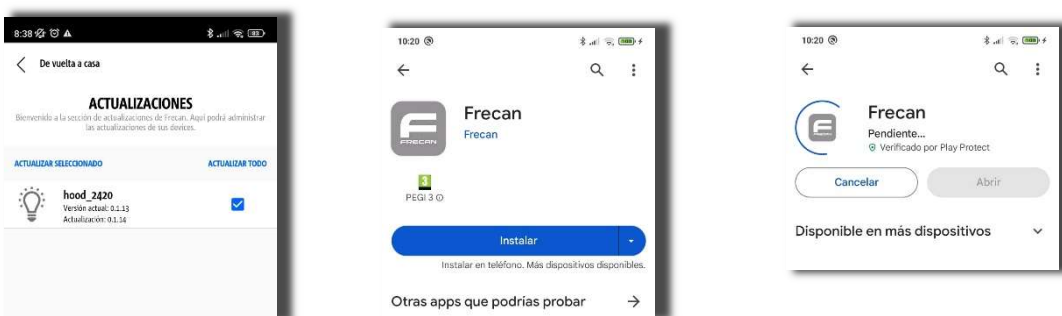 8:38
93
De vuelta a casa
ACTUALIZACIONES
Bienvenido a la sección de actualizaciones de Frecan. Aquí podrá administrar
las actualizaciones de sus devices.
ACTUALIZAR SELECCIONADO
ACTUALIZAR TODO
hood_2420
Versión actual: 0.1.13
Actualización: 0.1.14
10:20
Frecan
Frecan
FRECAN
3
PEGI 3
Instalar
Instalar en teléfono. Más dispositivos disponibles.
Otras apps que podrías probar
10:20
Frecan
Pendiente...
Verificado por Play Protect
Cancelar
Abrir
Disponible en más dispositivos